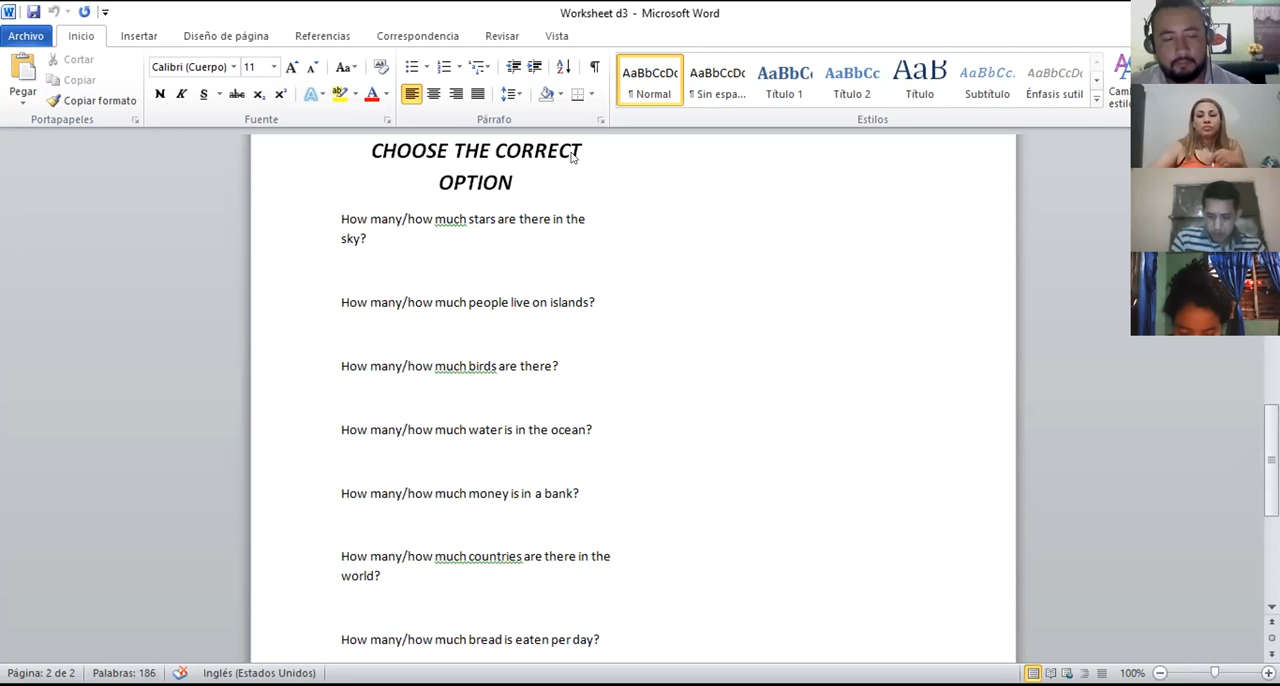 Worksheet d3 - Microsoft Word
Archivo Inicio Insertar Diseño de página Referencias Correspondencia Revisar Vista
Pegar
Cortar
Copiar
Copiar formato
Portapapeles
Calibri (Cuerpo) 11
Aa
N K S abc x₂ x² A A
Fuente
Párrafo
AaBbCcDc AaBbCcDc AaBbC AaBbCc AaB AaBbCc. AaBbCcDc
¶ Normal ¶ Sin espa... Título 1 Título 2 Título Subtítulo Énfasis sutil
Estilos
CHOOSE THE CORRECT
OPTION
How many/how much stars are there in the
sky?
How many/how much people live on islands?
How many/how much birds are there?
How many/how much water is in the ocean?
How many/how much money is in a bank?
How many/how much countries are there in the
world?
How many/how much bread is eaten per day?
Página: 2 de 2 Palabras: 186 Inglés (Estados Unidos) 100%